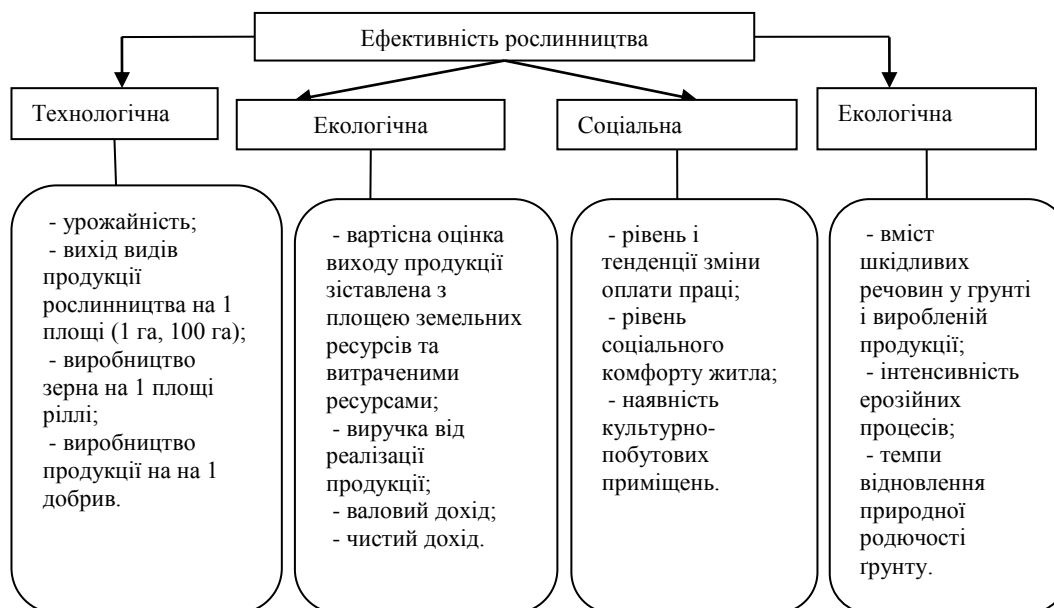 Ефективність рослинництва
Технологічна
Екологічна
Соціальна
Екологічна
- урожайність;
- вихід видів
продукції
рослинництва на 1
площі (1 га, 100 га);
- виробництво
зерна на 1 площі
ріллі;
- виробництво
продукції на на 1
добрив.
- вартісна оцінка
виходу продукції
зіставлена з
площею земельних
ресурсів та
витраченими
ресурсами;
- виручка від
реалізації
продукції;
- валовий дохід;
- чистий дохід.
- рівень і
тенденції зміни
оплати праці;
- рівень
соціального
комфорту житла;
- наявність
культурно-
побутових
приміщень.
- вміст
шкідливих
речовин у грунті
і виробленій
продукції;
- інтенсивність
ерозійних
процесів;
- темпи
відновлення
природної
родючості
ґрунту.